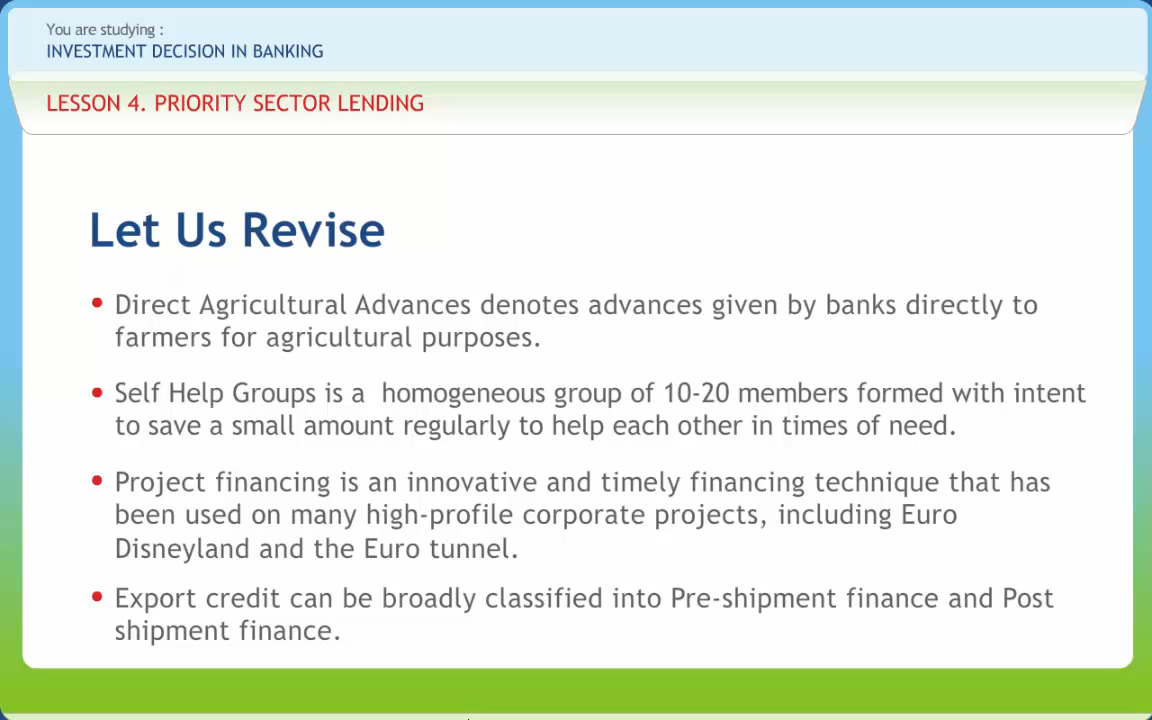 You are studying :
INVESTMENT DECISION IN BANKING
LESSON 4. PRIORITY SECTOR LENDING
Let Us Revise
• Direct Agricultural Advances denotes advances given by banks directly to
farmers for agricultural purposes.
• Self Help Groups is a  homogeneous group of 10-20 members formed with intent
to save a small amount regularly to help each other in times of need.
• Project financing is an innovative and timely financing technique that has
been used on many high-profile corporate projects, including Euro
Disneyland and the Euro tunnel.
• Export credit can be broadly classified into Pre-shipment finance and Post
shipment finance.